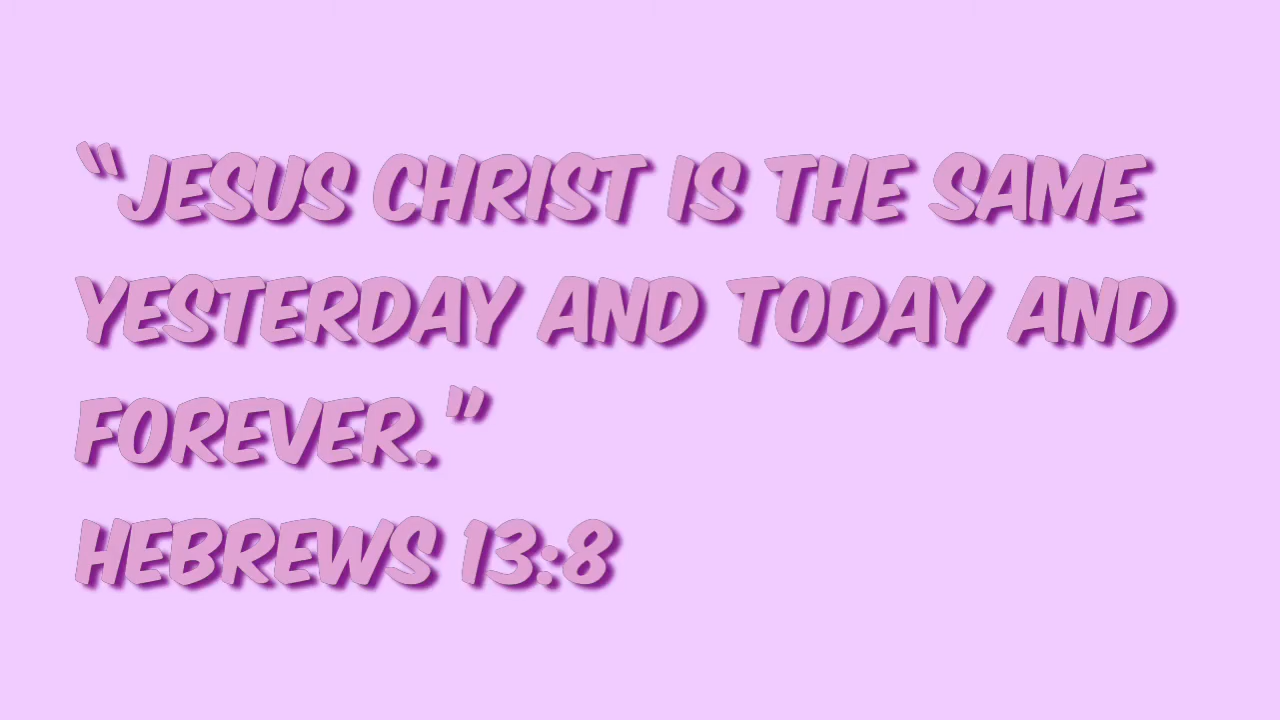 “JESUS CHRIST IS THE SAME
YESTERDAY AND TODAY AND
FOREVER.”
HEBREWS 13:8